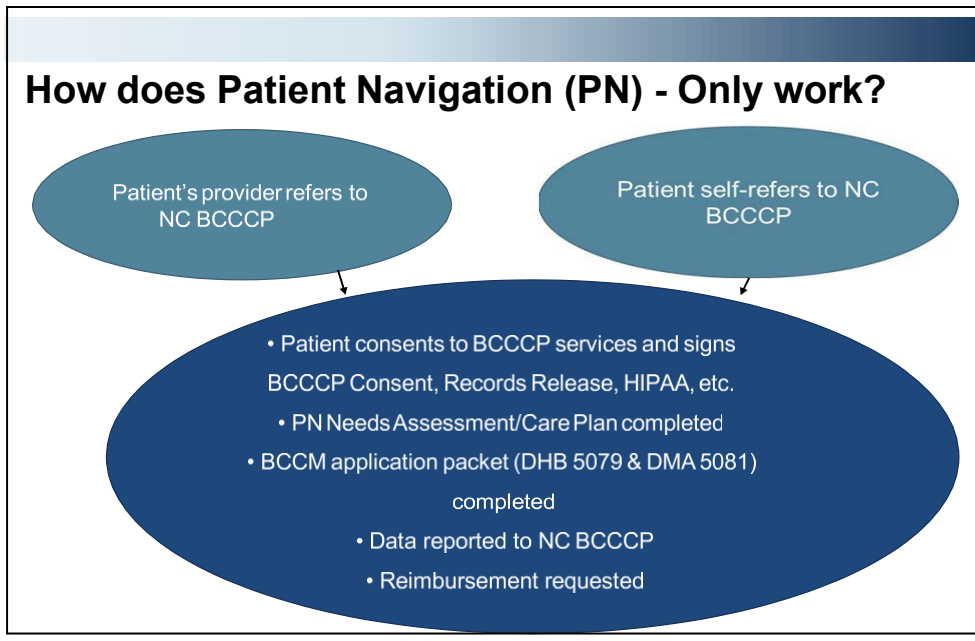 How does Patient Navigation (PN) - Only work?
Patient's provider refers to
NC BCCCP
Patient self-refers to NC
BCCCP
• Patient consents to BCCCP services and signs
BCCCP Consent, Records Release, HIPAA, etc.
• PN Needs Assessment/Care Plan completed
• BCCM application packet (DHB 5079 & DMA 5081)
completed
• Data reported to NC BCCCP
• Reimbursement requested